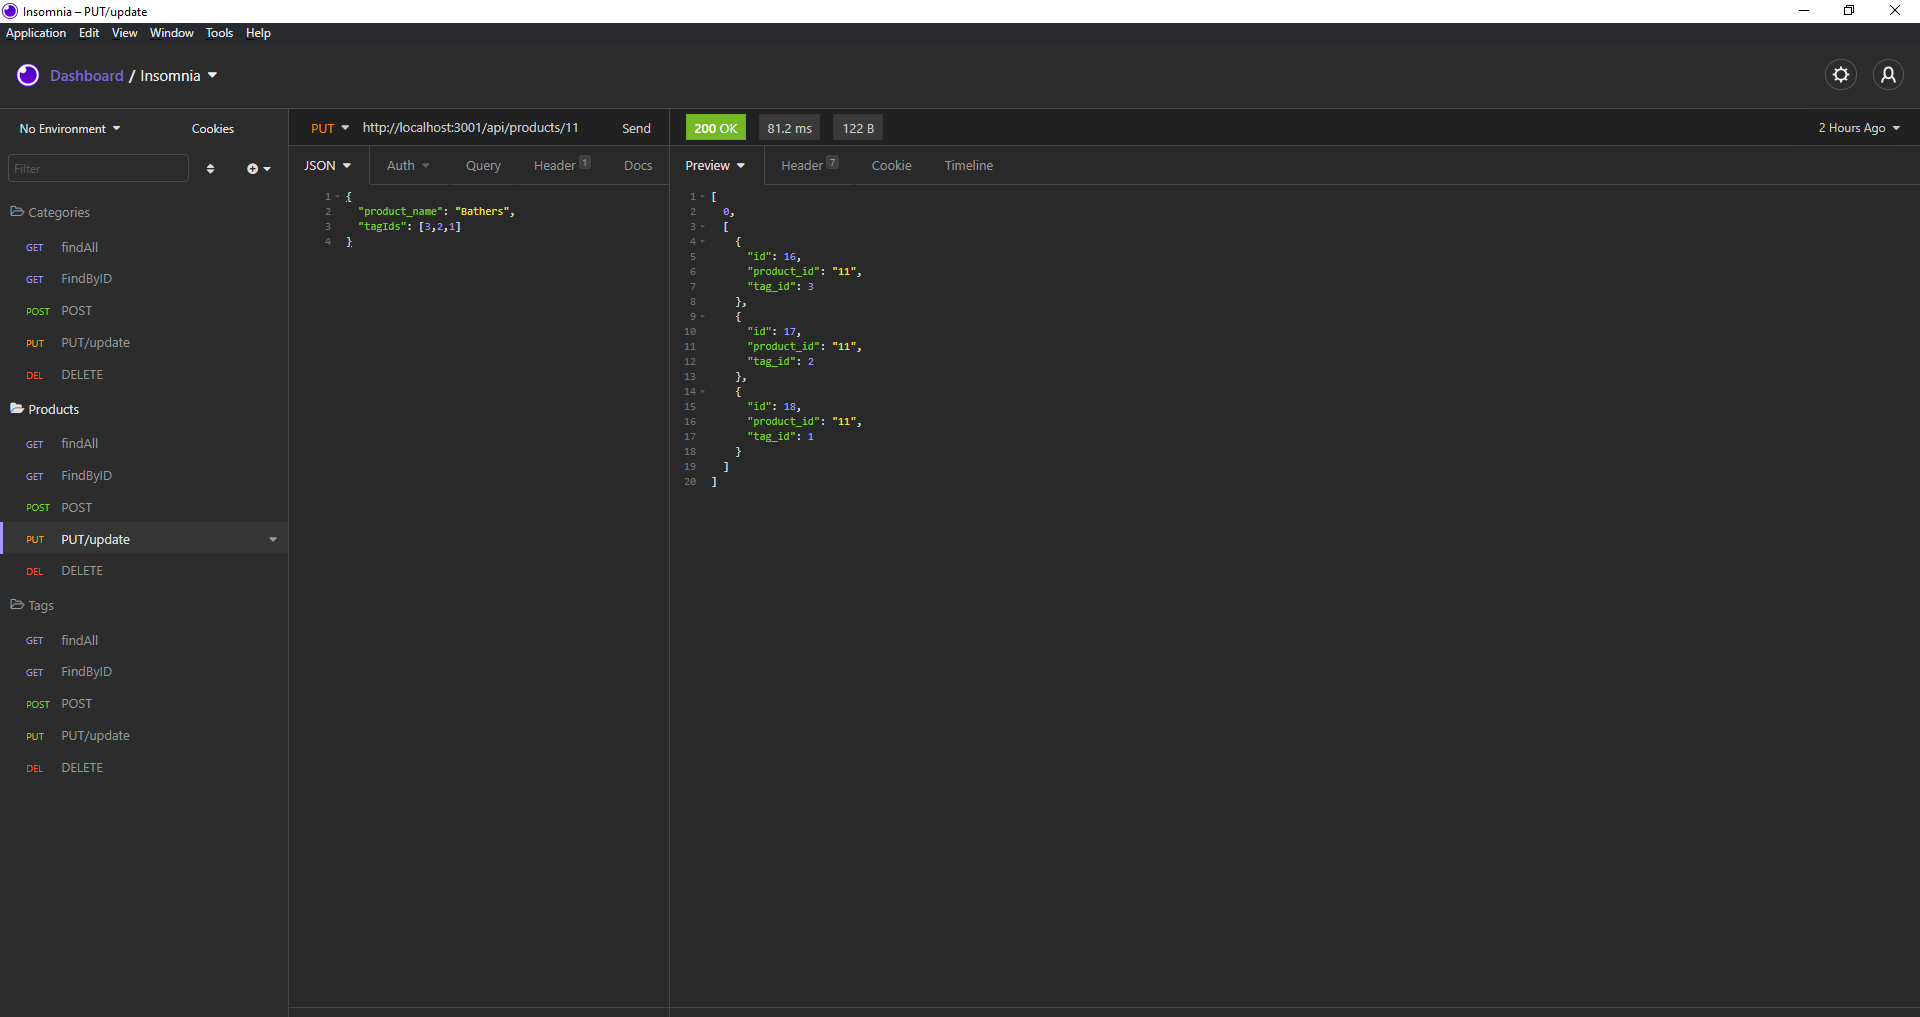 Insomnia – PUT/update
Application Edit View Window Tools Help
Dashboard / Insomnia
No Environment
Cookies
Filter
Categories
GET findAll
GET FindByID
POST POST
PUT PUT/update
DEL DELETE
Products
GET findAll
GET FindByID
POST POST
PUT PUT/update
DEL DELETE
Tags
GET findAll
GET FindByID
POST POST
PUT PUT/update
DEL DELETE
PUT http://localhost:3001/api/products/11 Send
JSON Auth Query Header 1 Docs
1 {
2 "product_name": "Bathers",
3 "tagIds": [3,2,1]
4 }
200 OK 81.2 ms 122 B 2 Hours Ago
Preview Header 7 Cookie Timeline
1 [
2 0,
3 [
4 {
5 "id": 16,
6 "product_id": "11",
7 "tag_id": 3
8 },
9 {
10 "id": 17,
11 "product_id": "11",
12 "tag_id": 2
13 },
14 {
15 "id": 18,
16 "product_id": "11",
17 "tag_id": 1
18 }
19 ]
20 ]